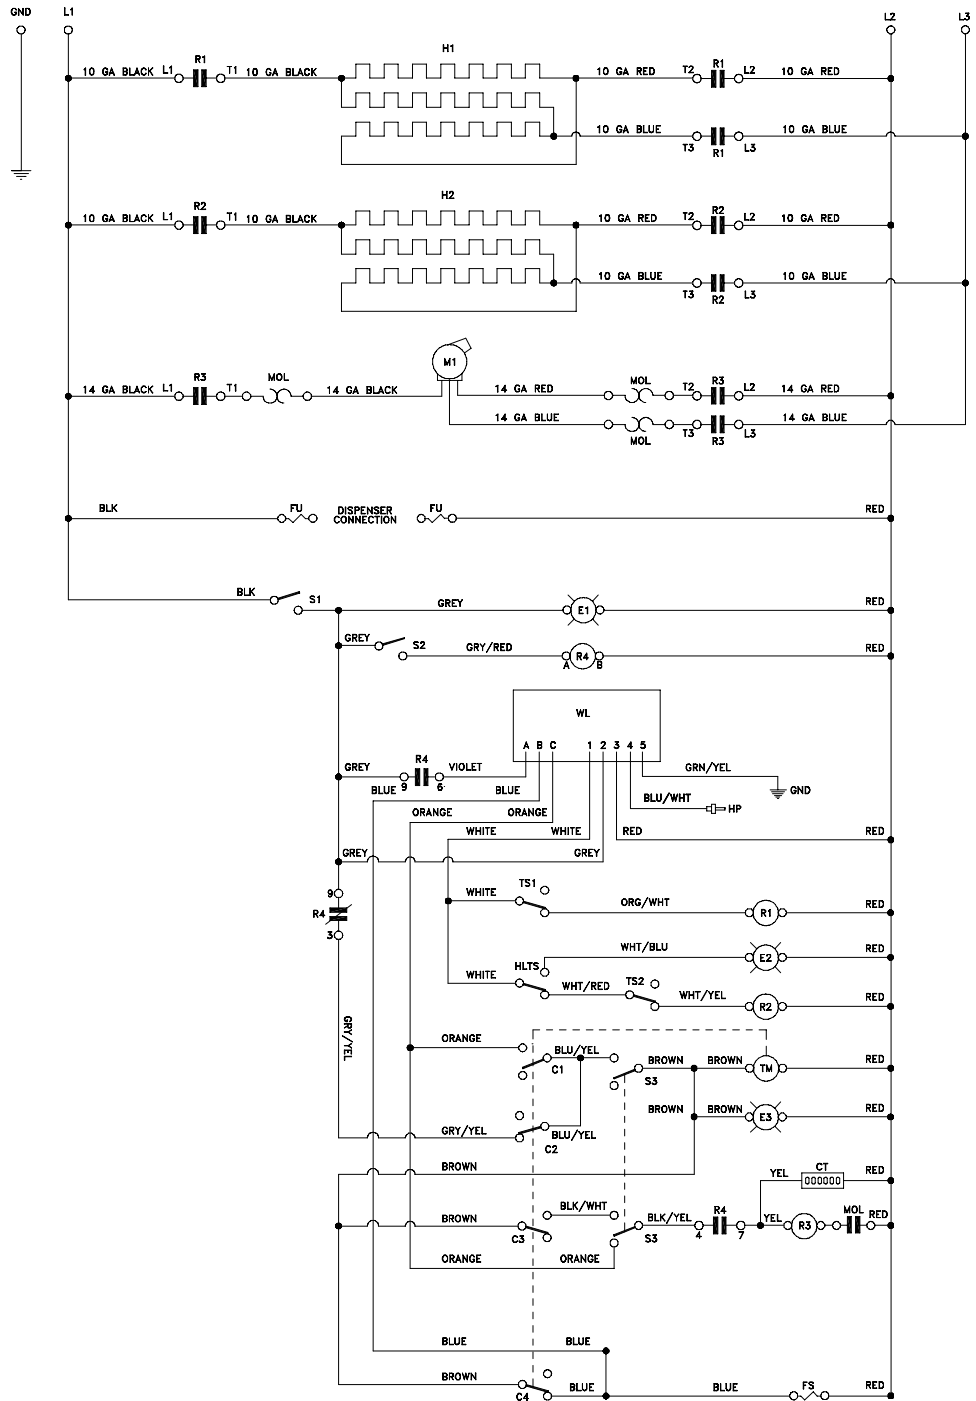 GND L1 L2 L3
H1
10 GA BLACK L1 R1 T1 10 GA BLACK 10 GA RED T2 R1 L2 10 GA RED
10 GA BLUE T3 R1 L3 10 GA BLUE
H2
10 GA BLACK L1 R2 T1 10 GA BLACK 10 GA RED T2 R2 L2 10 GA RED
10 GA BLUE T3 R2 L3 10 GA BLUE
M1
14 GA BLACK L1 R3 T1 MOL 14 GA BLACK 14 GA RED MOL T2 R3 L2 14 GA RED
14 GA BLUE MOL T3 R3 L3 14 GA BLUE
BLK FU DISPENSER FU RED
CONNECTION
BLK S1 GREY E1 RED
GREY S2 GRY/RED A R4 B RED
WL
A B C 1 2 3 4 5
GREY 9 R4 6 VIOLET GRN/YEL GND
BLUE BLUE BLU/WHT HP
ORANGE ORANGE
WHITE WHITE RED RED
GREY GREY
9 R4 3
WHITE TS1 ORG/WHT R1 RED
WHT/BLU E2 RED
WHITE HLTS WHT/RED TS2 WHT/YEL R2 RED
GRY/YEL
ORANGE C1 BLU/YEL S3 BROWN BROWN TM RED
BROWN BROWN E3 RED
GRY/YEL C2 BLU/YEL
BROWN
YEL CT RED
000000
BROWN C3 BLK/WHT S3 BLK/YEL 4 R4 7 YEL R3 MOL RED
ORANGE ORANGE
BLUE BLUE
BROWN C4 BLUE BLUE FS RED